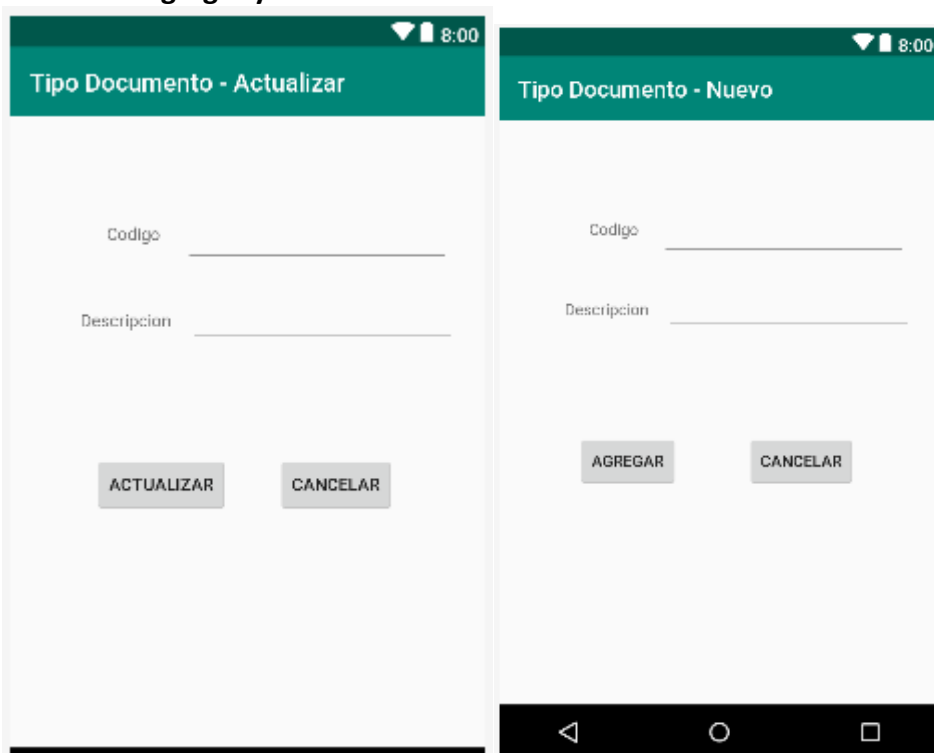 8:00
Tipo Documento - Actualizar
Codigo
Descripcion
ACTUALIZAR
CANCELAR
8:00
Tipo Documento - Nuevo
Codigo
Descripcion
AGREGAR
CANCELAR